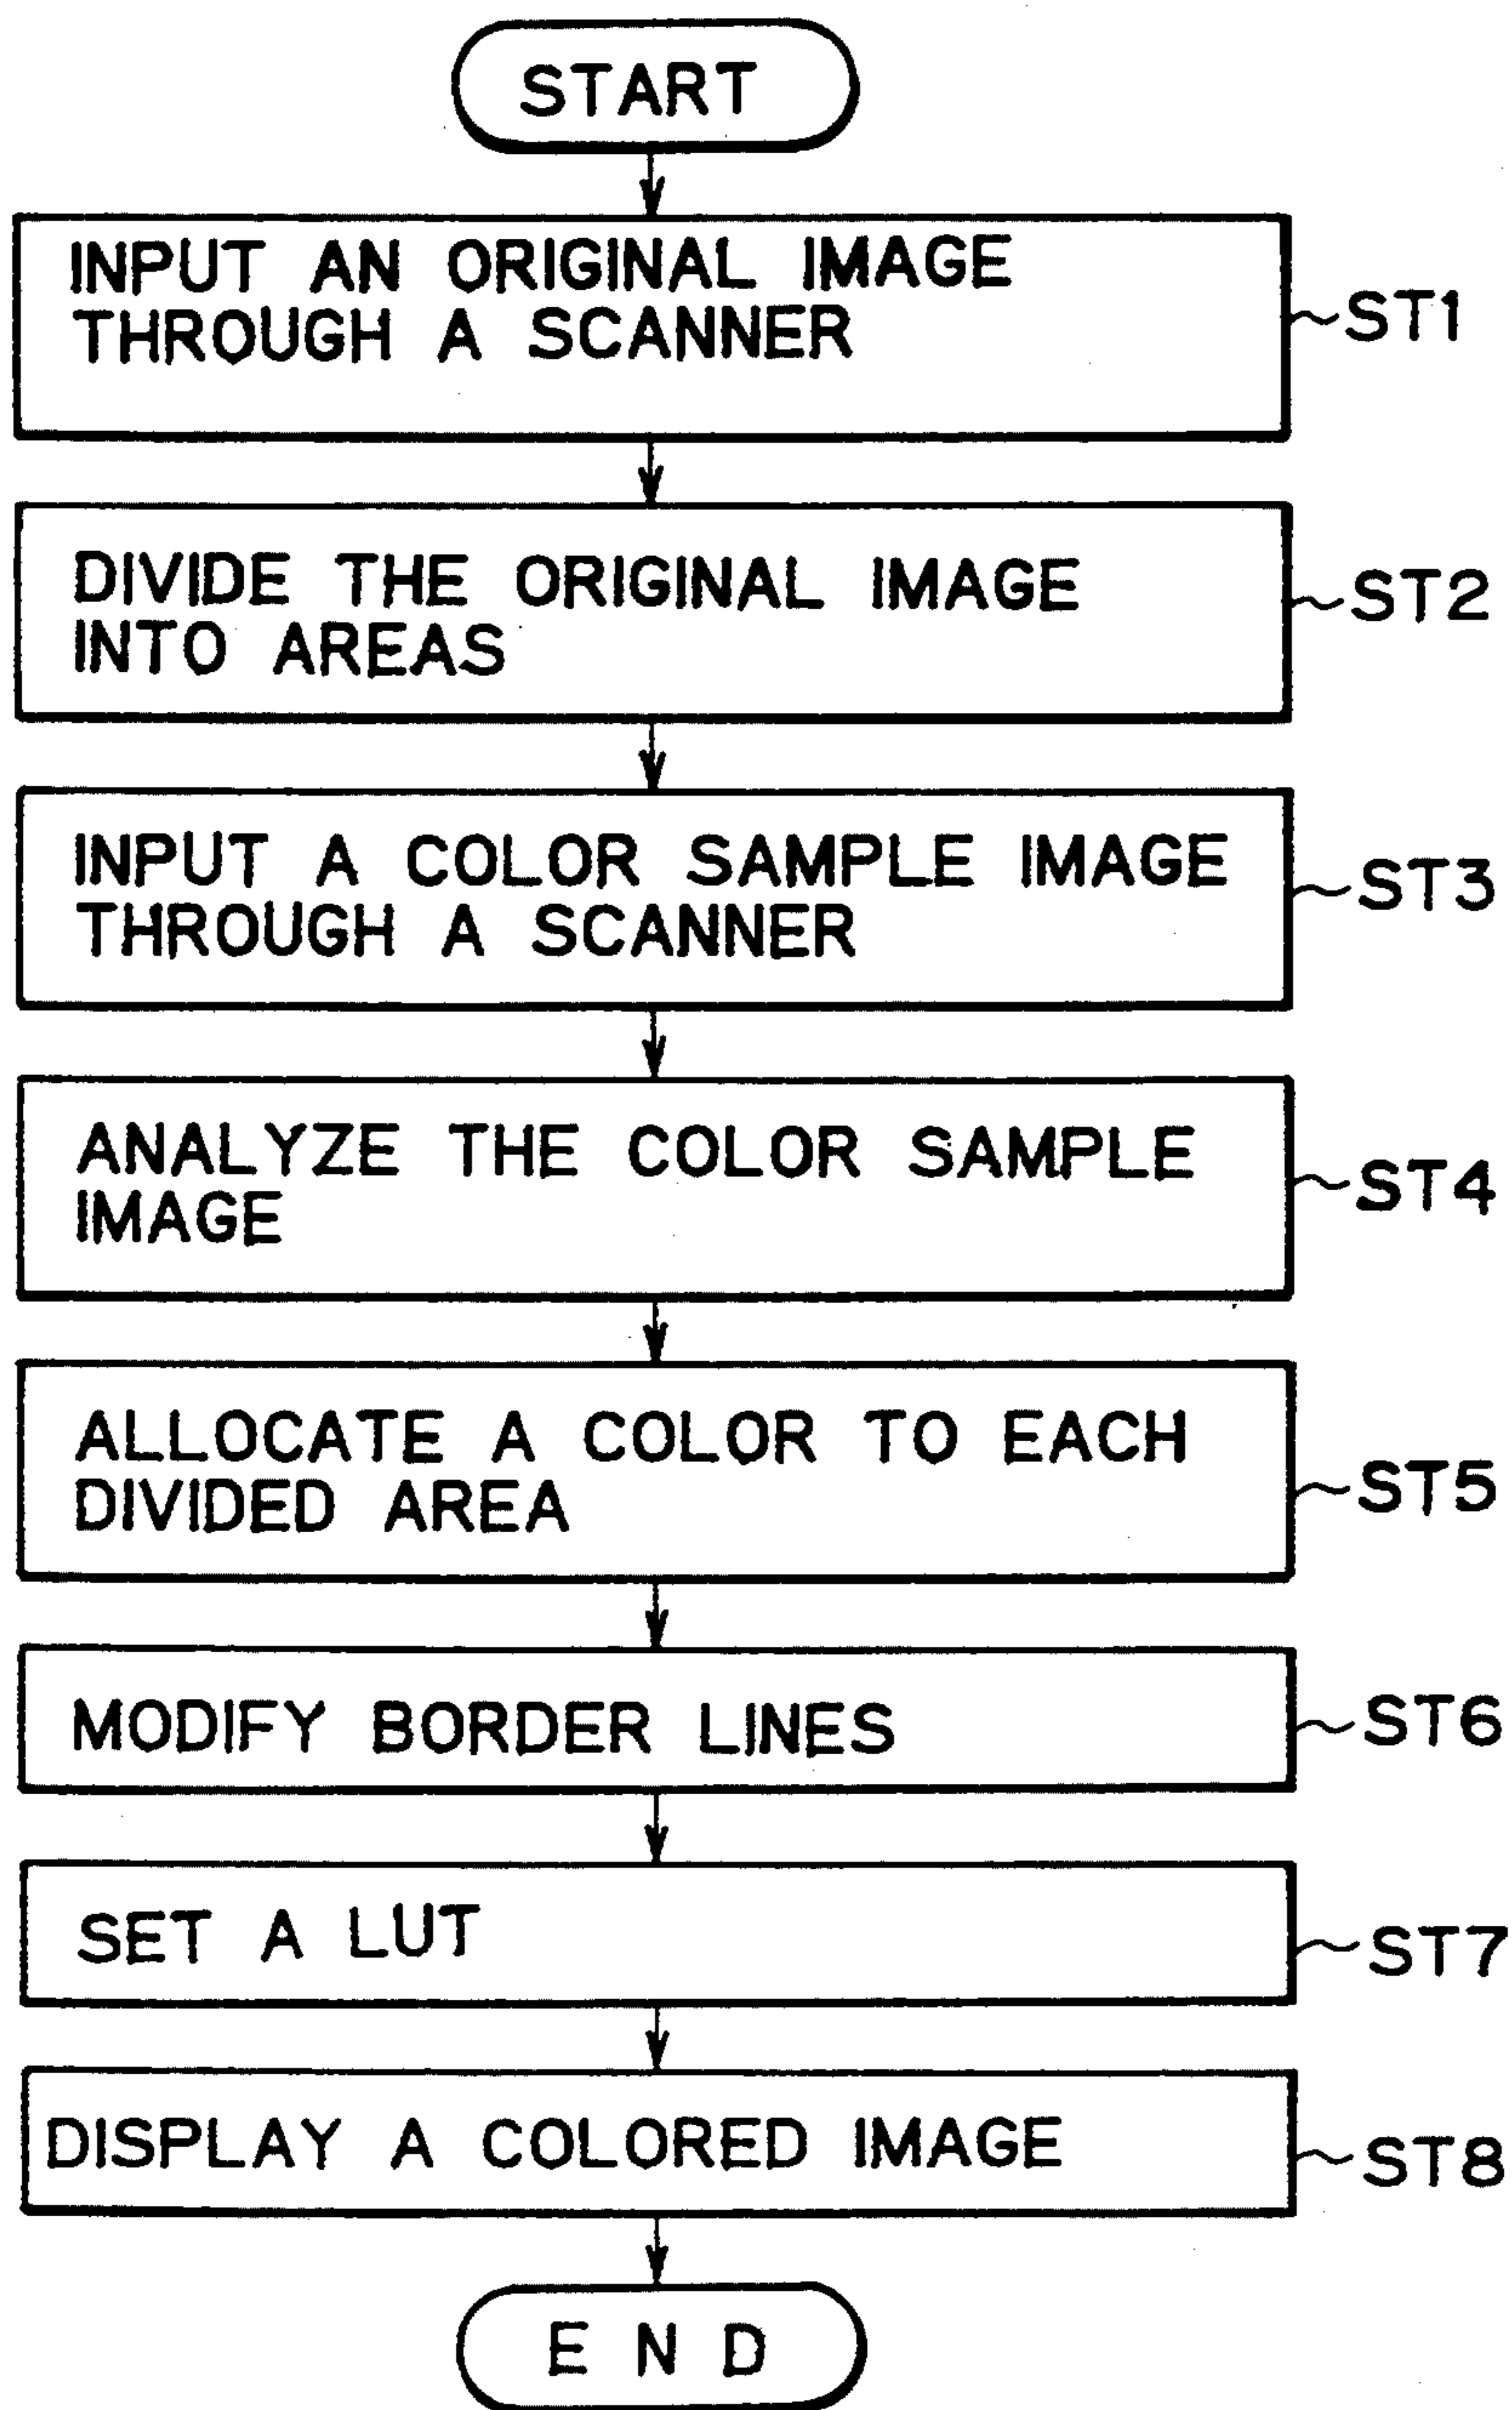 START
INPUT AN ORIGINAL IMAGE
THROUGH A SCANNER
ST1
DIVIDE THE ORIGINAL IMAGE
INTO AREAS
ST2
INPUT A COLOR SAMPLE IMAGE
THROUGH A SCANNER
ST3
ANALYZE THE COLOR SAMPLE
IMAGE
ST4
ALLOCATE A COLOR TO EACH
DIVIDED AREA
ST5
MODIFY BORDER LINES
ST6
SET A LUT
ST7
DISPLAY A COLORED IMAGE
ST8
END